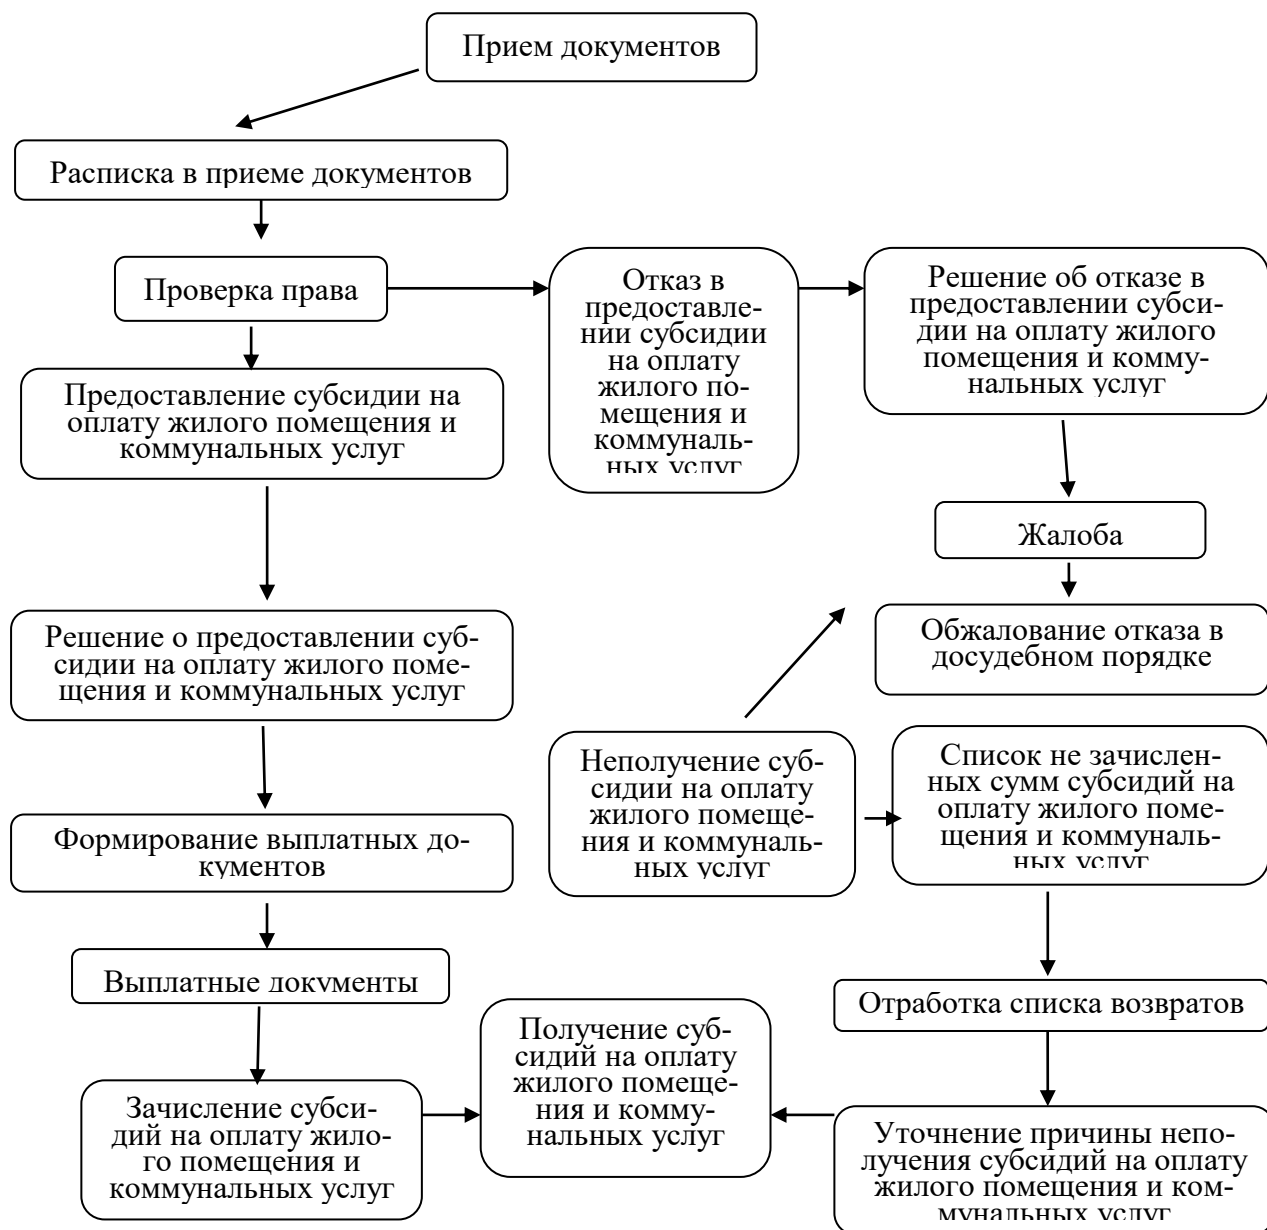 Прием документов
Расписка в приеме документов
Проверка права
Отказ в
предоставле-
нии субсидии
на оплату
жилого по-
мещения и
коммуналь-
ных услуг
Решение об отказе в
предоставлении субси-
дии на оплату жилого
помещения и комму-
нальных услуг
Предоставление субсидии на
оплату жилого помещения и
коммунальных услуг
Жалоба
Обжалование отказа в
досудебном порядке
Решение о предоставлении суб-
сидии на оплату жилого поме-
щения и коммунальных услуг
Неполучение суб-
сидии на оплату
жилого помеще-
ния и коммуналь-
ных услуг
Список не зачислен-
ных сумм субсидий на
оплату жилого поме-
щения и коммуналь-
ных услуг
Формирование выплатных до-
кументов
Выплатные документы
Отработка списка возвратов
Получение суб-
сидий на оплату
жилого помеще-
ния и комму-
нальных услуг
Зачисление субси-
дий на оплату жило-
го помещения и
коммунальных услуг
Уточнение причины непо-
лучения субсидий на оплату
жилого помещения и ком-
мунальных услуг